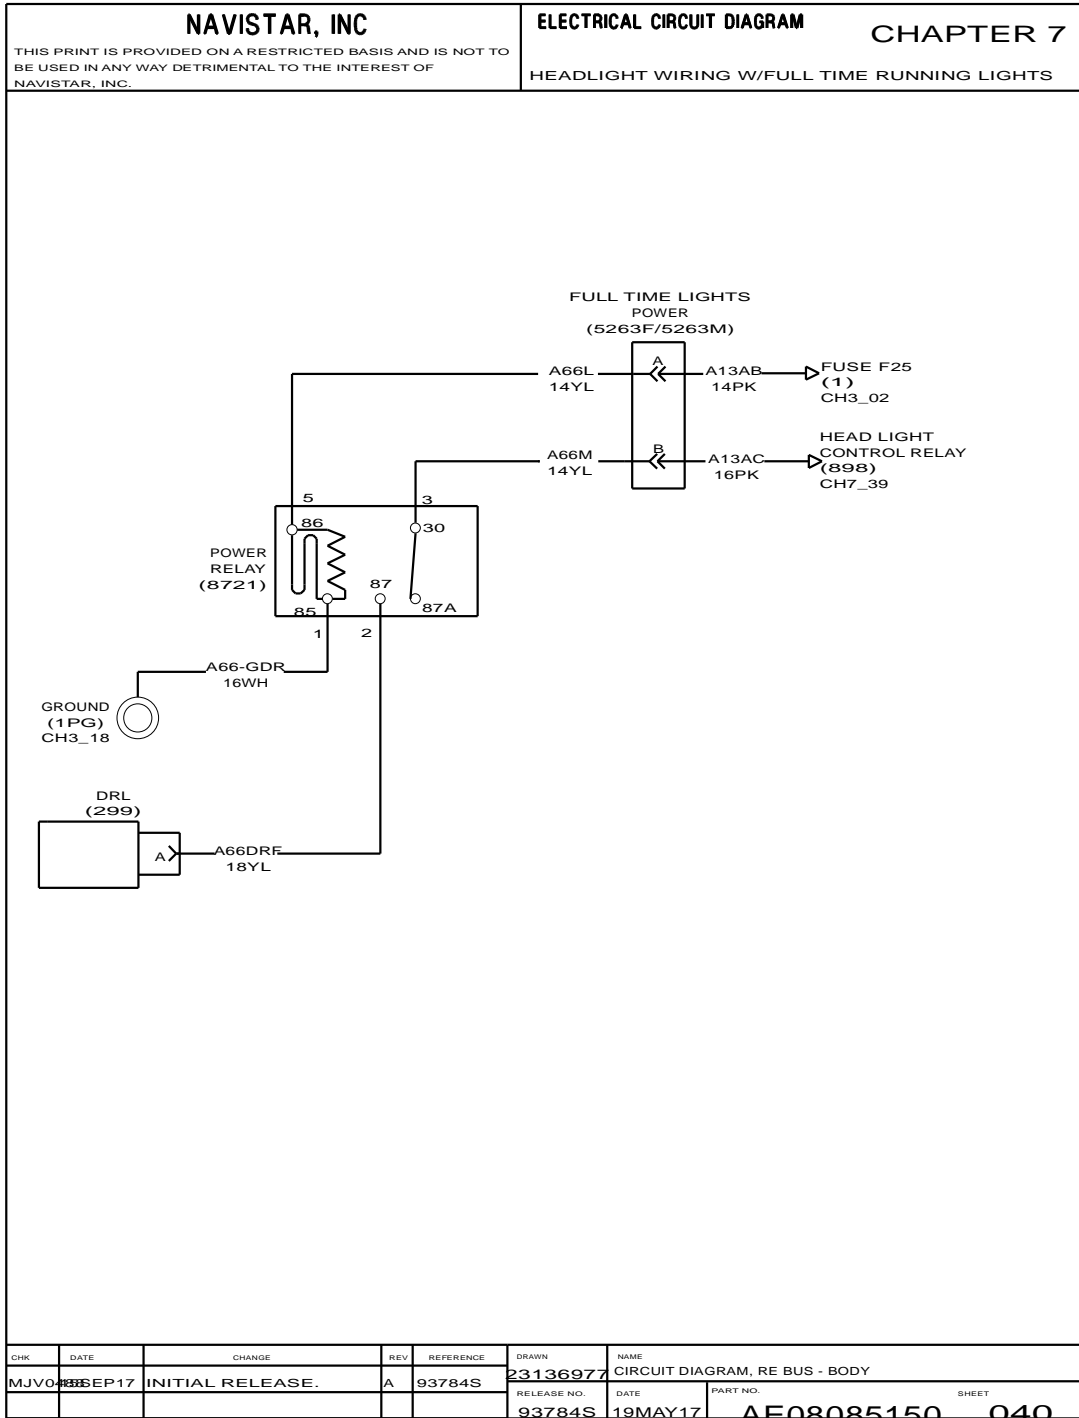 NAVISTAR, INC
THIS PRINT IS PROVIDED ON A RESTRICTED BASIS AND IS NOT TO
BE USED IN ANY WAY DETRIMENTAL TO THE INTEREST OF
NAVISTAR, INC.
ELECTRICAL CIRCUIT DIAGRAM
CHAPTER 7
HEADLIGHT WIRING W/FULL TIME RUNNING LIGHTS
FULL TIME LIGHTS
POWER
(5263F/5263M)
A66L
14YL
A
A13AB
14PK
FUSE F25
(1)
CH3_02
A66M
14YL
B
A13AC
16PK
HEAD LIGHT
CONTROL RELAY
(898)
CH7_39
5
3
86
30
POWER
RELAY
(8721)
87
85
87A
1
2
A66-GDR
16WH
GROUND
(1PG)
CH3_18
DRL
(299)
A
A66DRF
18YL
CHK
DATE
CHANGE
REV
REFERENCE
DRAWN
NAME
SEP17
INITIAL RELEASE.
A
93784S
23136977
CIRCUIT DIAGRAM, RE BUS - BODY
RELEASE NO.
DATE
PART NO.
SHEET
93784S
19MAY17
AE08085150
040